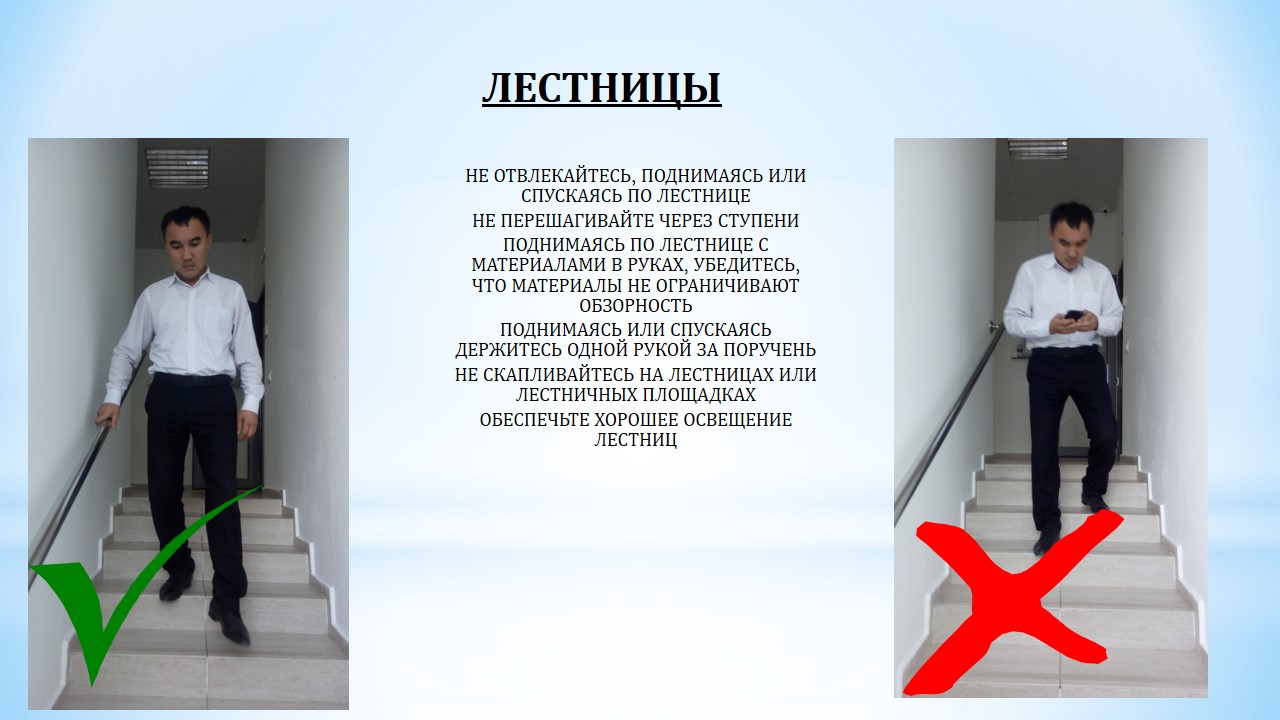 ЛЕСТНИЦЫ
НЕ ОТВЛЕКАЙТЕСЬ, ПОДНИМАЯСЬ ИЛИ
СПУСКАЯСЬ ПО ЛЕСТНИЦЕ
НЕ ПЕРЕШАГИВАЙТЕ ЧЕРЕЗ СТУПЕНИ
ПОДНИМАЯСЬ ПО ЛЕСТНИЦЕ С
МАТЕРИАЛАМИ В РУКАХ, УБЕДИТЕСЬ,
ЧТО МАТЕРИАЛЫ НЕ ОГРАНИЧИВАЮТ
ОБЗОРНОСТЬ
ПОДНИМАЯСЬ ИЛИ СПУСКАЯСЬ
ДЕРЖИТЕСЬ ОДНОЙ РУКОЙ ЗА ПОРУЧЕНЬ
НЕ СКАПЛИВАЙТЕСЬ НА ЛЕСТНИЦАХ ИЛИ
ЛЕСТНИЧНЫХ ПЛОЩАДКАХ
ОБЕСПЕЧЬТЕ ХОРОШЕЕ ОСВЕЩЕНИЕ
ЛЕСТНИЦ